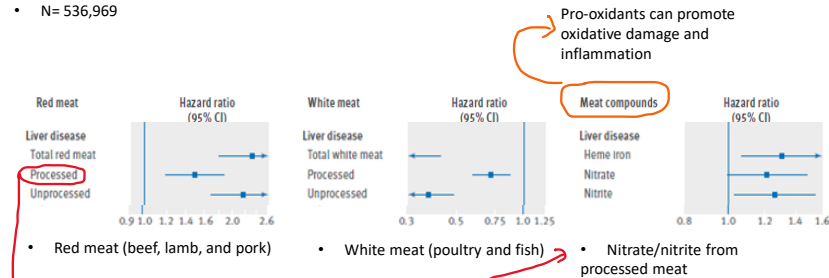 • N= 536,969
Pro-oxidants can promote
oxidative damage and
inflammation
Red meat
Hazard ratio
(95% CI)
Liver disease
Total red meat
Processed
Unprocessed
0.9 1.0 1.2 1.4 1.6 2.0 2.6
White meat
Hazard ratio
(95% CI)
Liver disease
Total white meat
Processed
Unprocessed
0.3 0.5 0.75 1.0 1.25
Meat compounds
Hazard ratio
(95% CI)
Liver disease
Heme iron
Nitrate
Nitrite
0.8 1.0 1.2 1.4 1.6
• Red meat (beef, lamb, and pork)
• White meat (poultry and fish)
• Nitrate/nitrite from
processed meat